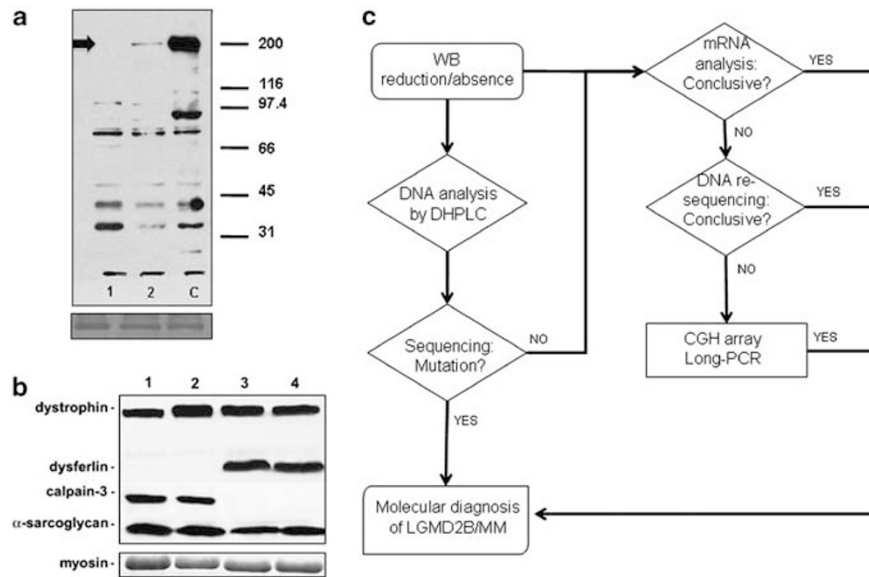 a
200
116
97.4
66
45
31
1 2 C
b
1 2 3 4
dystrophin -
dysferlin -
calpain-3 -
α-sarcoglycan -
myosin -
c
WB
reduction/absence
DNA analysis
by DHPLC
Sequencing:
Mutation?
NO
YES
Molecular diagnosis
of LGMD2B/MM
mRNA
analysis:
Conclusive?
YES
NO
DNA re-
sequencing:
Conclusive?
YES
NO
CGH array
Long-PCR
YES